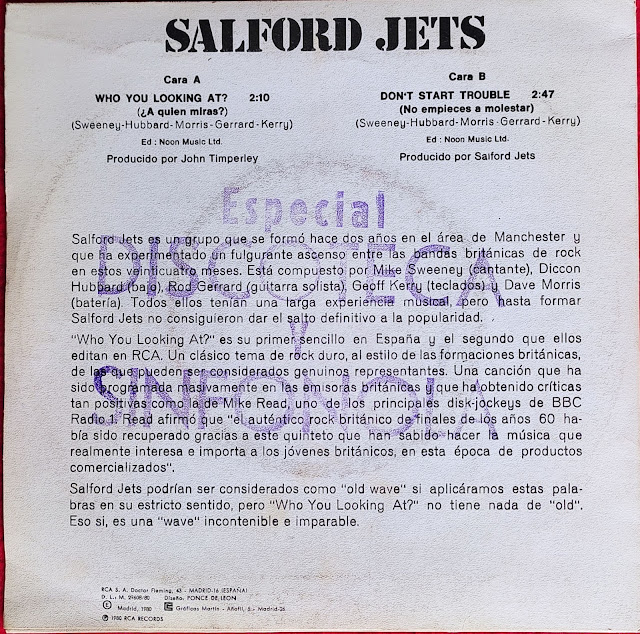 SALFORD JETS
Cara A
WHO YOU LOOKING AT? 2:10
(¿A quien miras?)
(Sweeney-Hubbard-Morris-Gerrard-Kerry)
Ed : Noon Music Ltd.
Producido por John Timperley
Cara B
DON'T START TROUBLE 2:47
(No empieces a molestar)
(Sweeney-Hubbard-Morris-Gerrard-Kerry)
Ed : Noon Music Ltd.
Producido por Salford Jets
Especial
DISCOTECA
Y
SINFONOLA
Salford Jets es un grupo que se formó hace dos años en el área de Manchester y
que ha experimentado un fulgurante ascenso entre las bandas británicas de rock
en estos veinticuatro meses. Está compuesto por Mike Sweeney (cantante), Diccon
Hubbard (bajo), Rod Gerrard (guitarra solista), Geoff Kerry (teclados) y Dave Morris
(batería). Todos ellos tenían una larga experiencia musical, pero hasta formar
Salford Jets no consiguieron dar el salto definitivo a la popularidad.
"Who You Looking At?" es su primer sencillo en España y el segundo que ellos
editan en RCA. Un clásico tema de rock duro, al estilo de las formaciones británicas,
de las que pueden ser considerados genuinos representantes. Una canción que ha
sido programada masivamente en las emisoras británicas y que ha obtenido críticas
tan positivas como la de Mike Read, uno de los principales disk-jockeys de BBC
Radio 1. Read afirmó que "el auténtico rock británico de finales de los años 60 ha-
bía sido recuperado gracias a este quinteto que han sabido hacer la música que
realmente interesa e importa a los jóvenes británicos, en esta época de productos
comercializados".
Salford Jets podrían ser considerados como "old wave" si aplicáramos estas pala-
bras en su estricto sentido, pero "Who You Looking At?" no tiene nada de "old".
Eso si, es una "wave" incontenible e imparable.
RCA S. A. Doctor Fleming, 43 - MADRID-16 (ESPAÑA)
D. L.: M. 29608/80 Diseño: PONCE DE LEON
Ⓔ Madrid, 1980 Gráficas Martín - Añafil, 5 - Madrid-26
Ⓟ 1980 RCA RECORDS